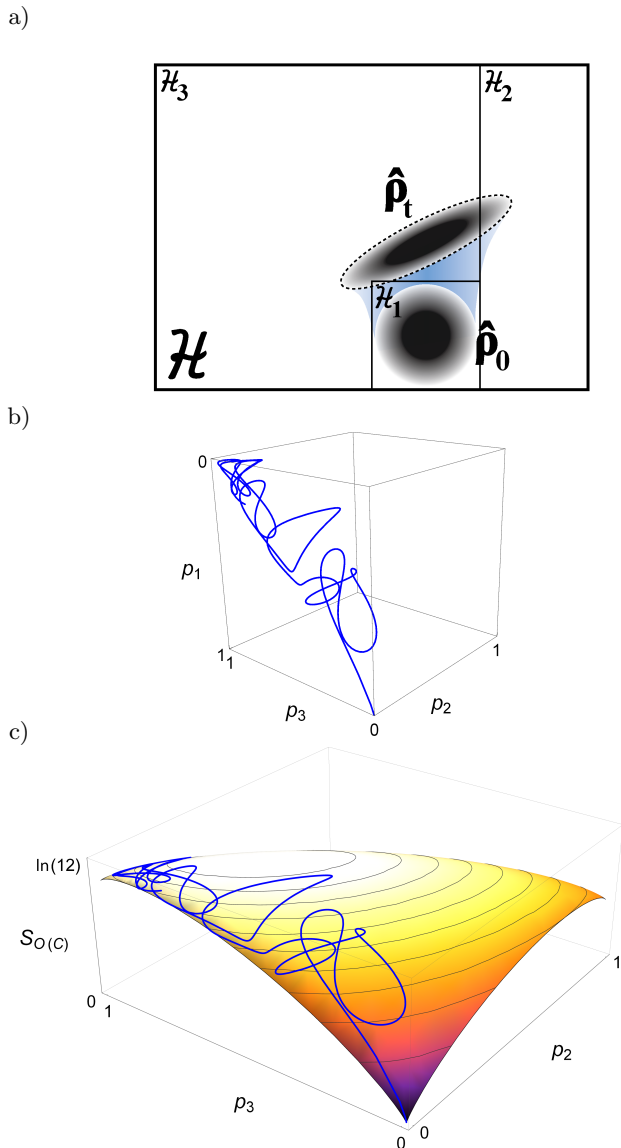 a)
ℋ₃
ℋ₂
ρ̂ₜ
ℋ₁
ρ̂₀
ℋ
b)
0
p₁
1
1
1
p₃
p₂
0
c)
ln(12)
S_{O(C)}
0
1
1
p₂
p₃
0
0